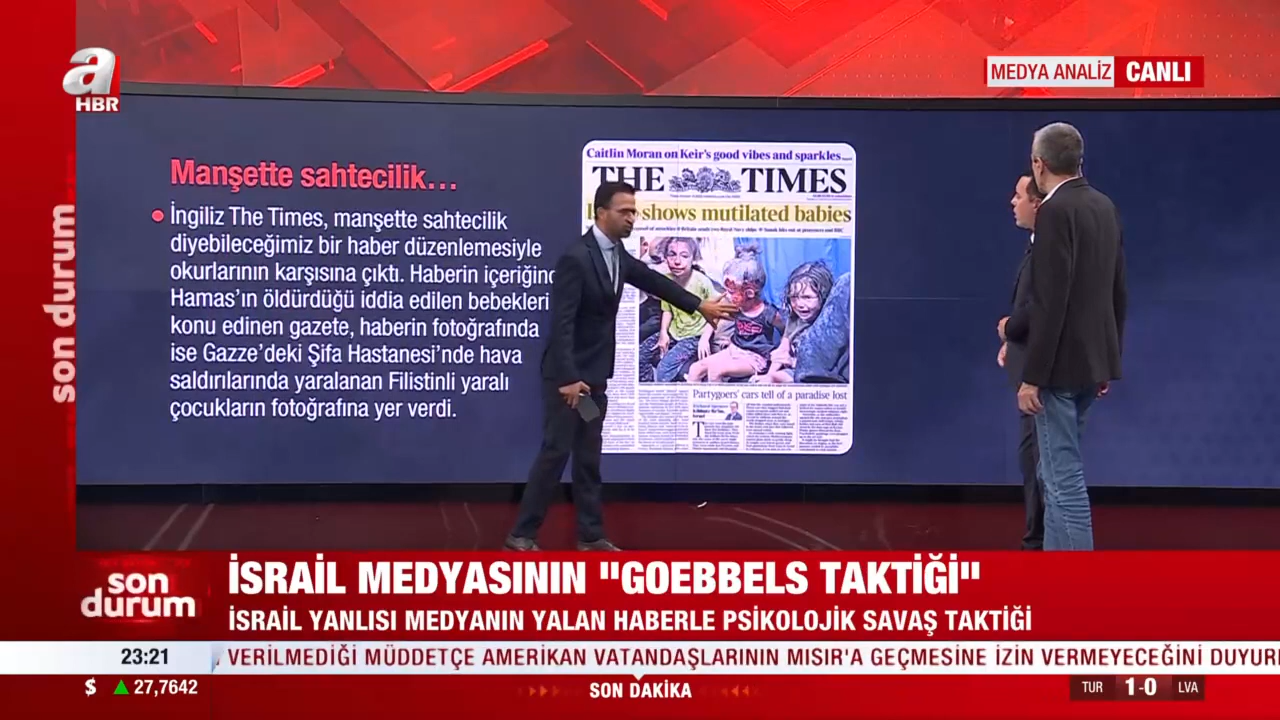 a
HBR
MEDYA ANALİZ CANLI
son durum
Manşette sahtecilik...
İngiliz The Times, manşette sahtecilik
diyebileceğimiz bir haber düzenlemesiyle
okurlarının karşısına çıktı. Haberin içeriğind
Hamas'ın öldürdüğü iddia edilen bebekleri
konu edinen gazete, haberin fotoğrafında
ise Gazze'deki Şifa Hastanesi'nde hava
saldırılarında yaralanan Filistinli yaralı
çocukların fotoğrafına yer verdi.
Caitlin Moran on Keir's good vibes and sparkles
THE TIMES
shows mutilated babies
Partygoers' cars tell of a paradise lost
son
durum
İSRAİL MEDYASININ "GOEBBELS TAKTİĞİ"
İSRAİL YANLISI MEDYANIN YALAN HABERLE PSİKOLOJİK SAVAŞ TAKTİĞİ
23:21 VERİLMEDİĞİ MÜDDETÇE AMERİKAN VATANDAŞLARININ MISIR'A GEÇMESİNE İZİN VERMEYECEĞİNİ DUYUR
$ 27,7642
SON DAKİKA
TUR 1-0 LVA